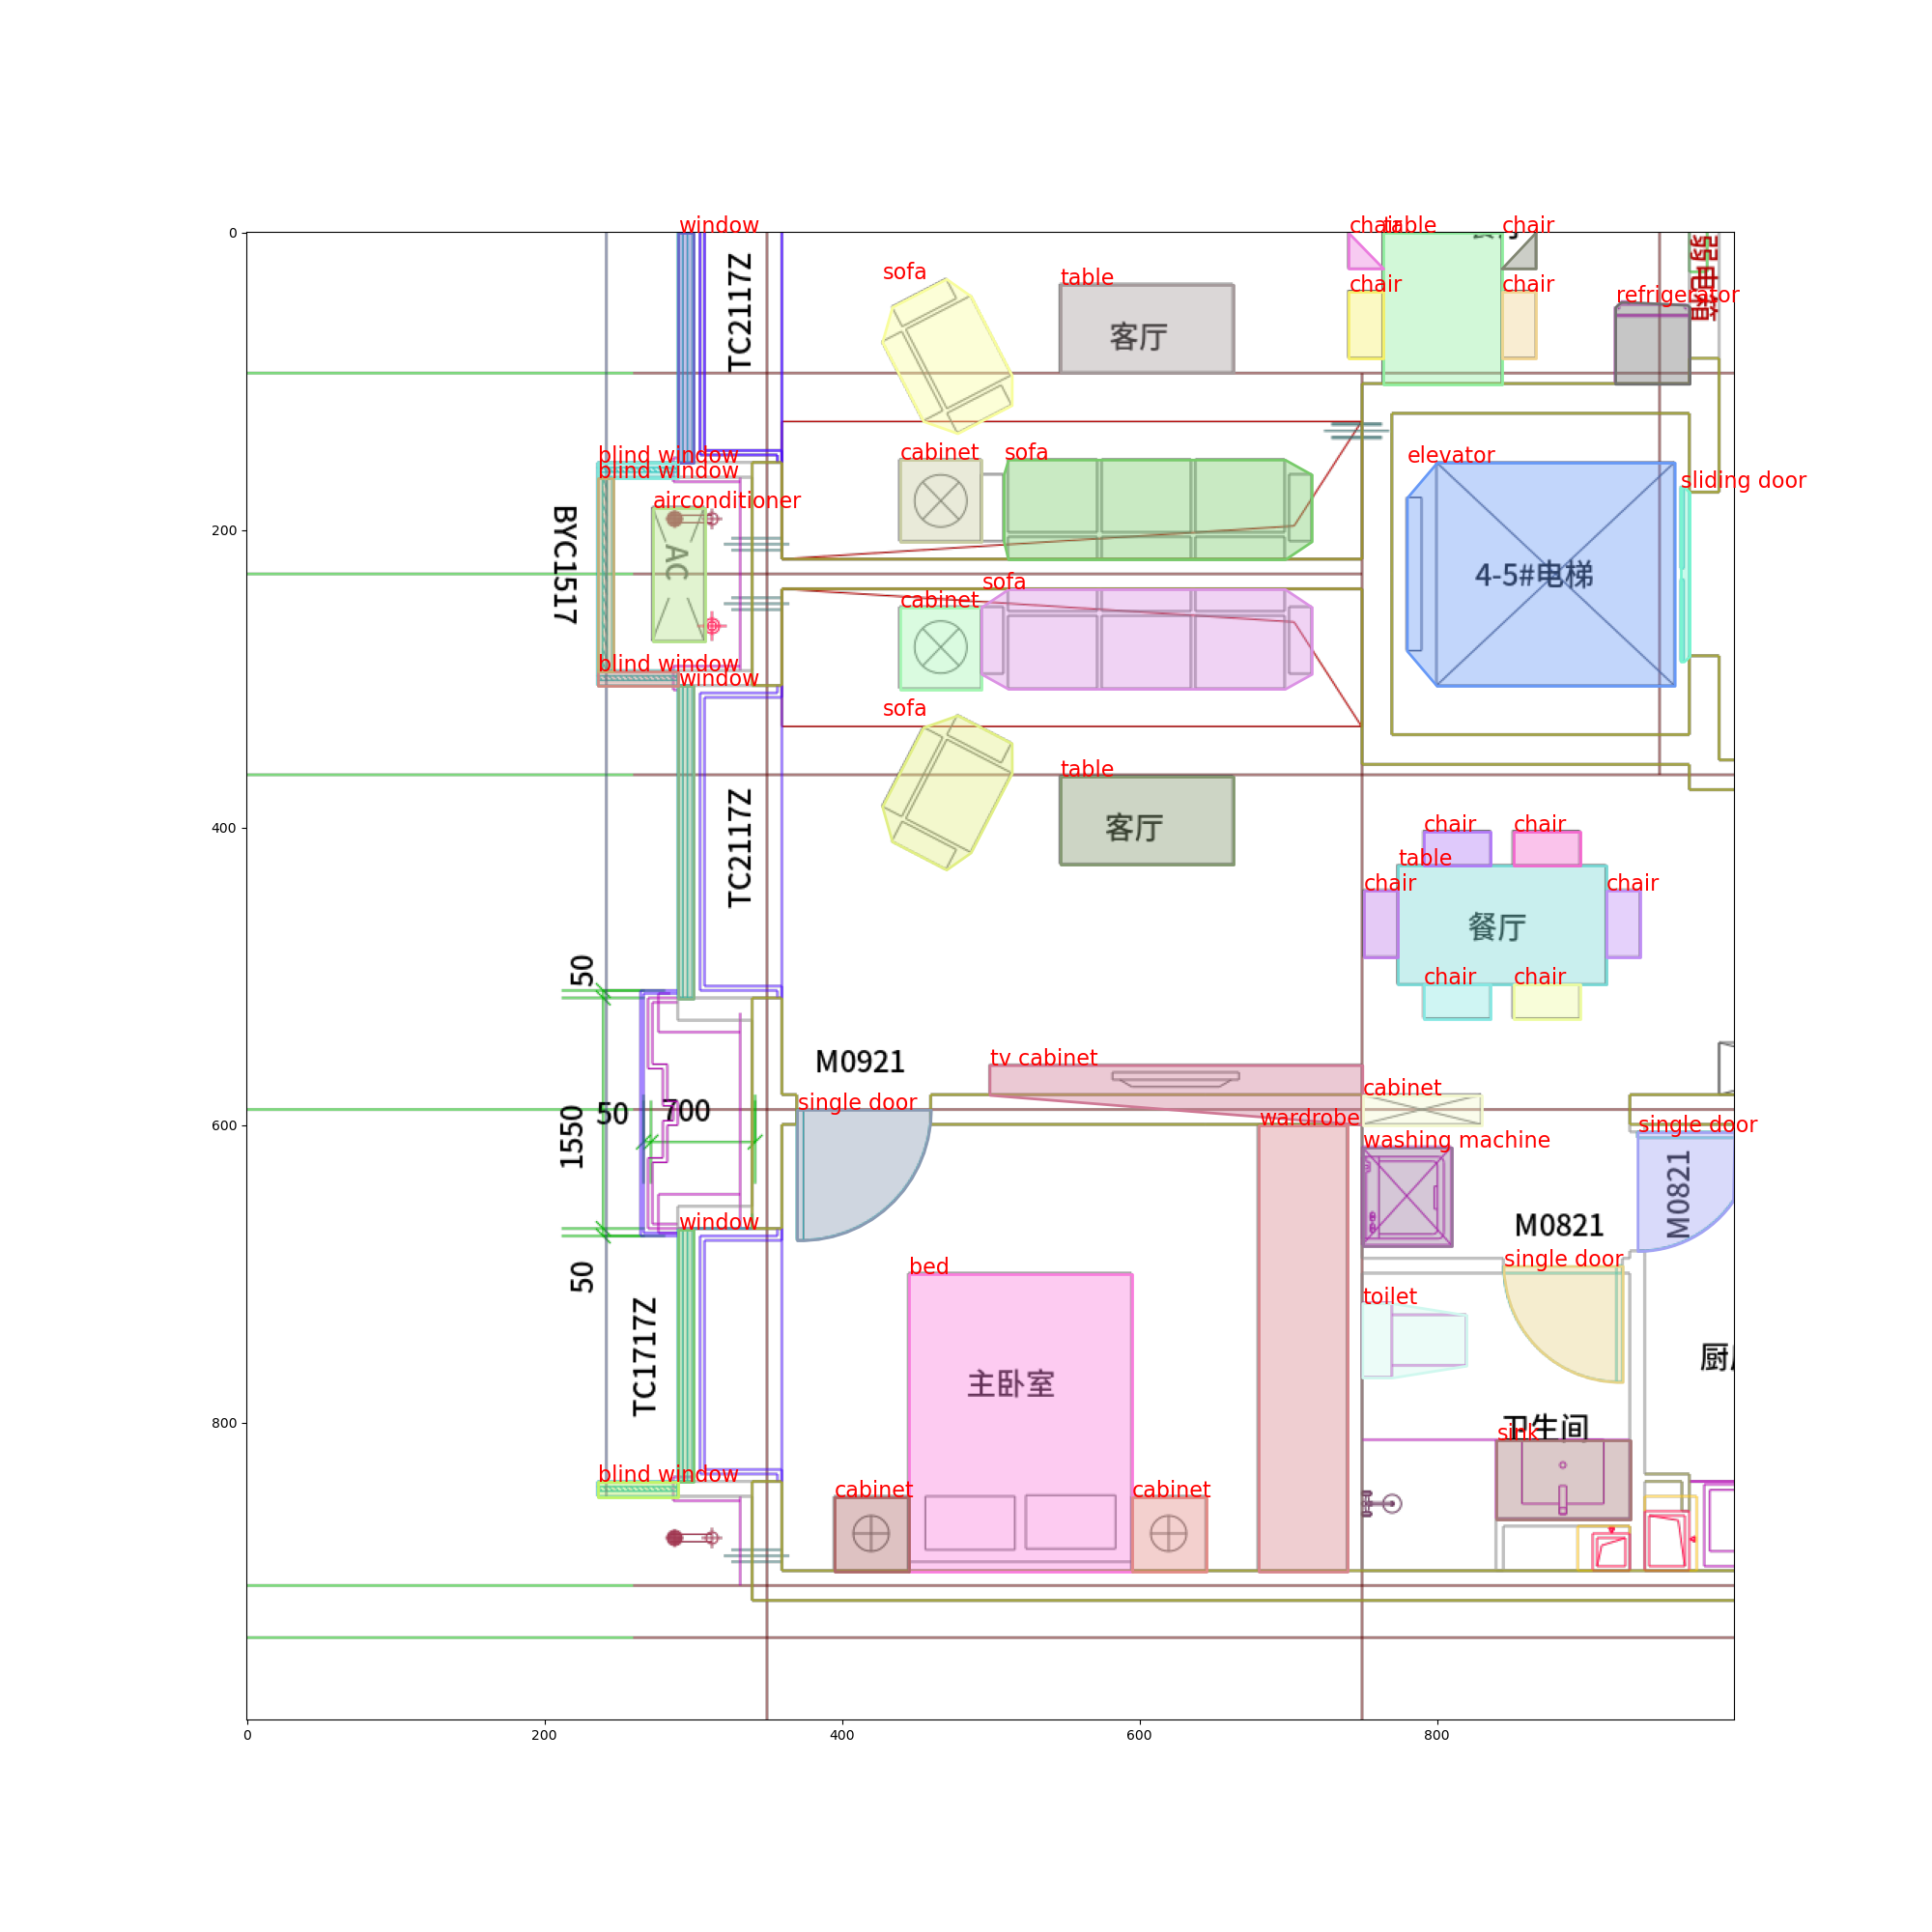 0
window
chair
table
chair
TC2117Z
弱电箱
sofa
table
chair
chair
refrigerator
客厅
blind window
blind window
cabinet
sofa
elevator
sliding door
airconditioner
200
BYC1517
AC
4-5#电梯
sofa
cabinet
blind window
window
sofa
table
TC2117Z
400
客厅
chair
chair
table
chair
chair
餐厅
50
chair
chair
M0921
tv cabinet
cabinet
single door
50
700
600
1550
wardrobe
single door
washing machine
M0821
M0821
window
50
bed
single door
toilet
TC1717Z
主卧室
800
卫生间
sink
blind window
cabinet
cabinet
0
200
400
600
800